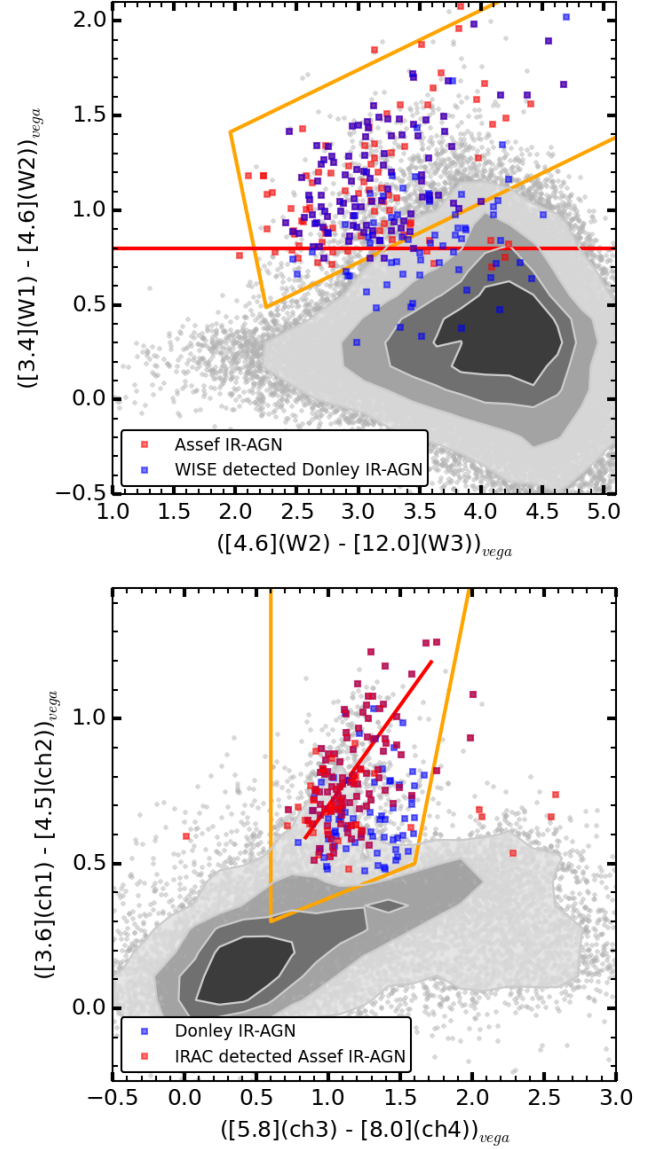 2.0
1.5
1.0
0.5
0.0
−0.5
([3.4](W1) - [4.6](W2))vega
Assef IR-AGN
WISE detected Donley IR-AGN
1.0 1.5 2.0 2.5 3.0 3.5 4.0 4.5 5.0
([4.6](W2) - [12.0](W3))vega
1.0
0.5
0.0
([3.6](ch1) - [4.5](ch2))vega
Donley IR-AGN
IRAC detected Assef IR-AGN
−0.5 0.0 0.5 1.0 1.5 2.0 2.5 3.0
([5.8](ch3) - [8.0](ch4))vega